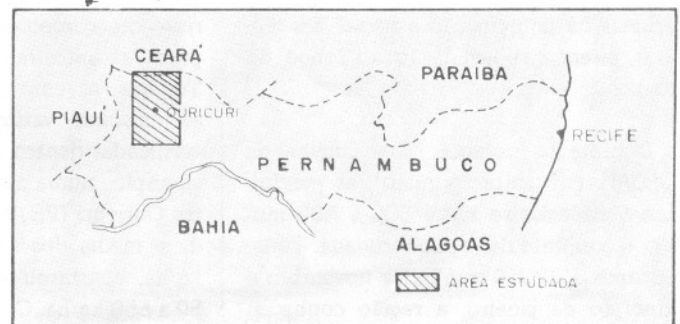 CEARÁ
PARAÍBA
PIAUÍ
OURICURI
RECIFE
PERNAMBUCO
BAHIA
ALAGOAS
ÁREA ESTUDADA